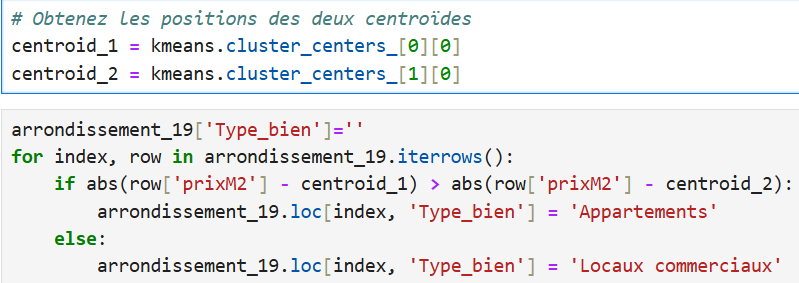 # Obtenez les positions des deux centroïdes
centroid_1 = kmeans.cluster_centers_[0][0]
centroid_2 = kmeans.cluster_centers_[1][0]
arrondissement_19['Type_bien']=''
for index, row in arrondissement_19.iterrows():
    if abs(row['prixM2'] - centroid_1) > abs(row['prixM2'] - centroid_2):
        arrondissement_19.loc[index, 'Type_bien'] = 'Appartements'
    else:
        arrondissement_19.loc[index, 'Type_bien'] = 'Locaux commerciaux'